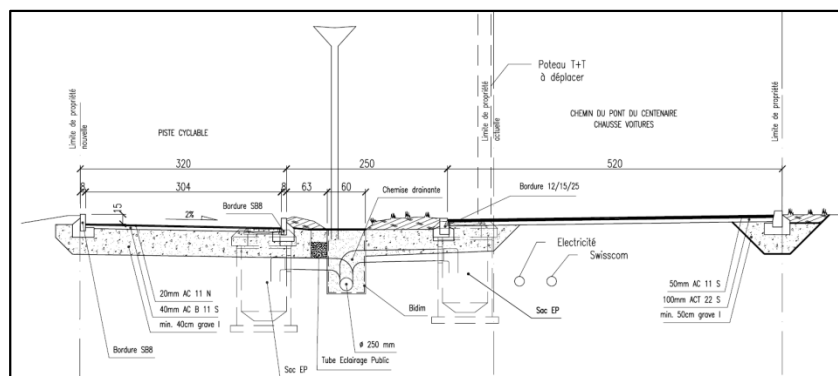 Poteau T+T
à déplacer
Limite de propriété
nouvelle
Limite de propriété
actuelle
Limite de propriété
PISTE CYCLABLE
CHEMIN DU PONT DU CENTENAIRE
CHAUSSE VOITURES
320
250
520
8
304
8
63
60
Chemise drainante
Bordure 12/15/25
15
2%
Bordure SB8
Electricité
Swisscom
20mm AC 11 N
40mm AC B 11 S
min. 40cm grave I
50mm AC 11 S
100mm ACT 22 S
min. 50cm grave I
Bidim
Sac EP
Ø 250 mm
Bordure SB8
Tube Eclairage Public
Sac EP